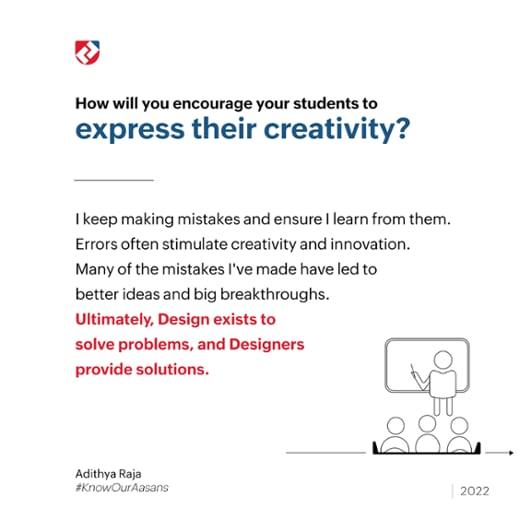 How will you encourage your students to
express their creativity?
I keep making mistakes and ensure I learn from them.
Errors often stimulate creativity and innovation.
Many of the mistakes I've made have led to
better ideas and big breakthroughs.
Ultimately, Design exists to
solve problems, and Designers
provide solutions.
Adithya Raja
#KnowOurAasans
2022